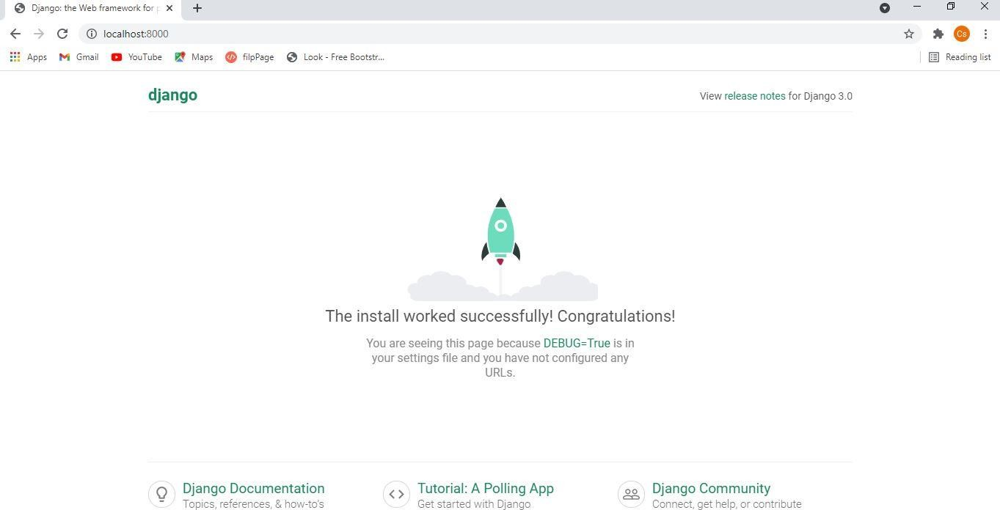 Django: the Web framework for p
localhost:8000
Cs
Apps
Gmail
YouTube
Maps
filpPage
Look - Free Bootstr...
Reading list
django
View release notes for Django 3.0
The install worked successfully! Congratulations!
You are seeing this page because DEBUG=True is in
your settings file and you have not configured any
URLs.
Django Documentation
Topics, references, & how-to's
Tutorial: A Polling App
Get started with Django
Django Community
Connect, get help, or contribute